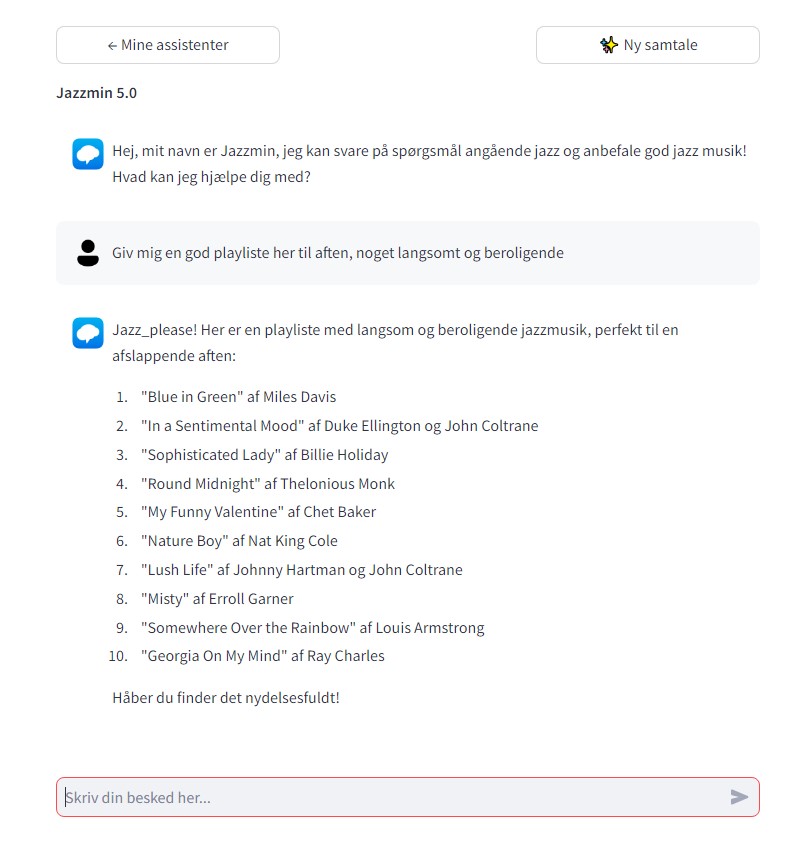 ← Mine assistenter
✨ Ny samtale
Jazzmin 5.0
Hej, mit navn er Jazzmin, jeg kan svare på spørgsmål angående jazz og anbefale god jazz musik!
Hvad kan jeg hjælpe dig med?
Giv mig en god playliste her til aften, noget langsomt og beroligende
Jazz_please! Her er en playliste med langsom og beroligende jazzmusik, perfekt til en
afslappende aften:
1. "Blue in Green" af Miles Davis
2. "In a Sentimental Mood" af Duke Ellington og John Coltrane
3. "Sophisticated Lady" af Billie Holiday
4. "Round Midnight" af Thelonious Monk
5. "My Funny Valentine" af Chet Baker
6. "Nature Boy" af Nat King Cole
7. "Lush Life" af Johnny Hartman og John Coltrane
8. "Misty" af Erroll Garner
9. "Somewhere Over the Rainbow" af Louis Armstrong
10. "Georgia On My Mind" af Ray Charles
Håber du finder det nydelsesfuldt!
Skriv din besked her...